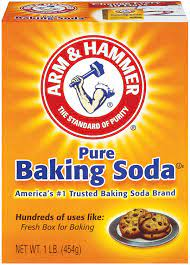 ARM & HAMMER
THE STANDARD OF PURITY
Pure
Baking Soda
America's #1 Trusted Baking Soda Brand
Hundreds of uses like:
Fresh Box for Baking
NET WT. 1 LB. (454g)